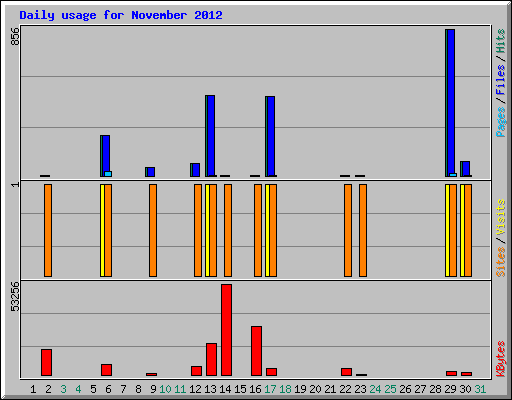 Daily usage for November 2012
856
1
53256
Pages / Files / Hits
Sites / Visits
KBytes
1 2 3 4 5 6 7 8 9 10 11 12 13 14 15 16 17 18 19 20 21 22 23 24 25 26 27 28 29 30 31